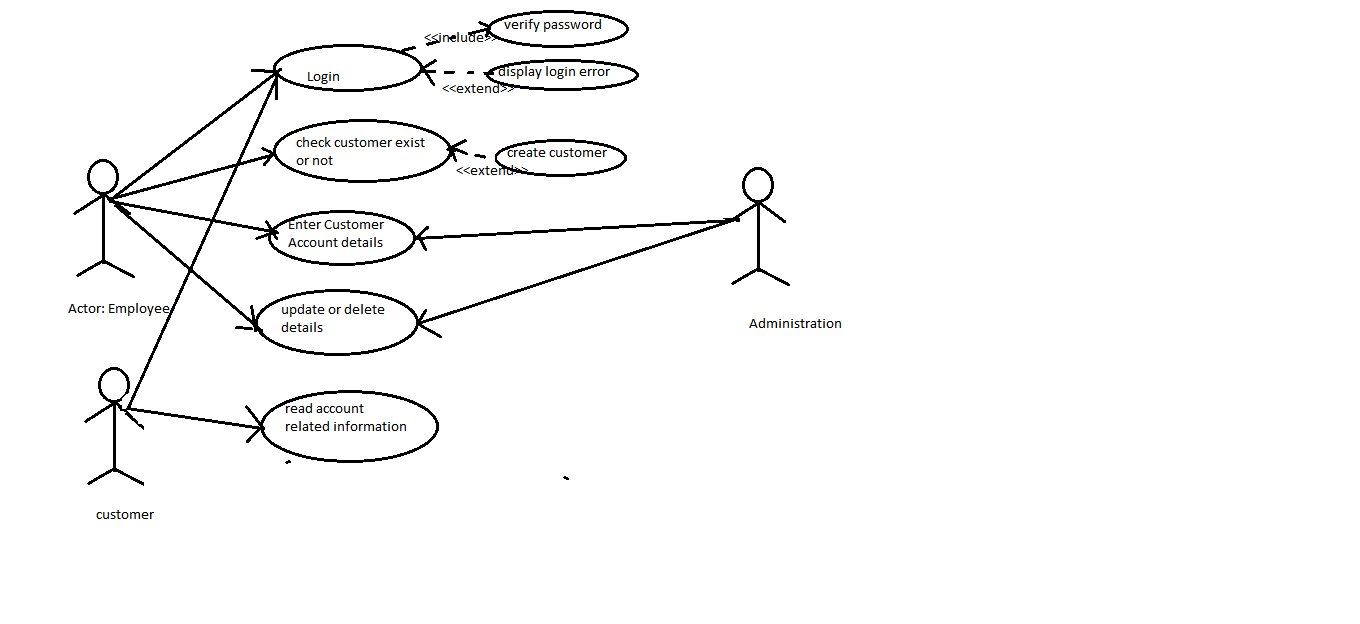 verify password
<<include>>
Login
display login error
<<extend>>
check customer exist
or not
create customer
<<extend>>
Enter Customer
Account details
Actor: Employee
update or delete
details
Administration
read account
related information
customer